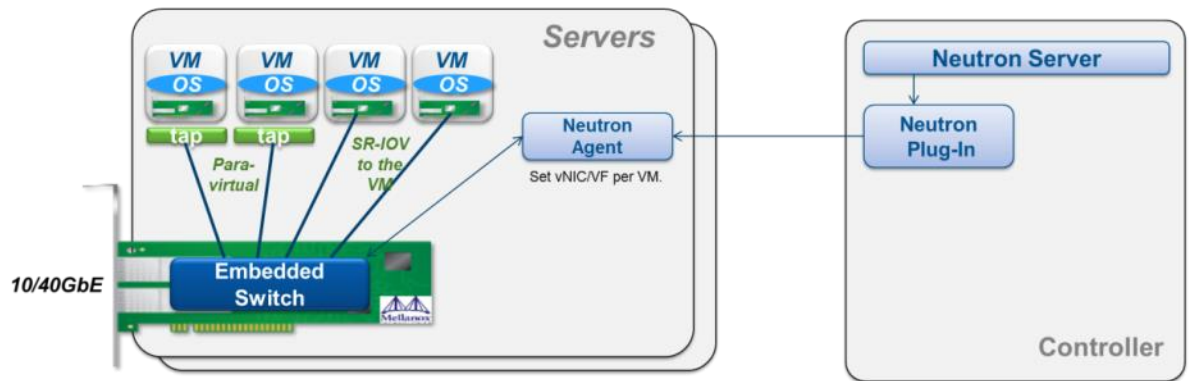 Servers
VM
OS
VM
OS
VM
OS
VM
OS
tap
tap
Para-
virtual
SR-IOV
to the
VM
Neutron
Agent
Set vNIC/VF per VM.
10/40GbE
Embedded
Switch
Mellanox
Neutron Server
Neutron
Plug-In
Controller